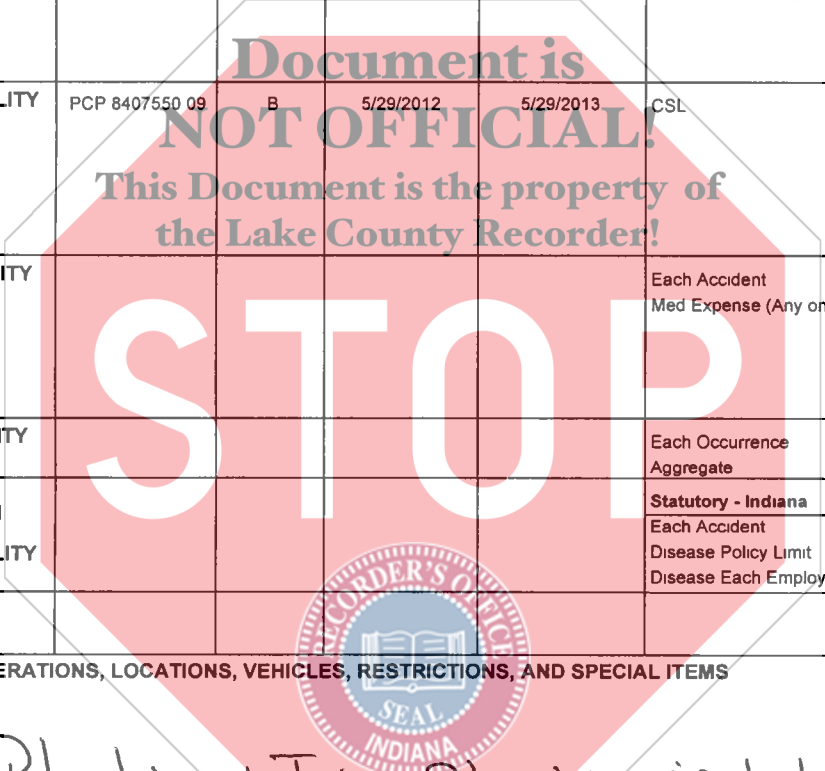 Document is
LITY PCP 8407550 09 B 5/29/2012 5/29/2013 CSL
NOT OFFICIAL!
This Document is the property of
the Lake County Recorder!
ITY Each Accident
Med Expense (Any on
STOP
ITY Each Occurrence
Aggregate
Statutory - Indiana
Each Accident
LITY Disease Policy Limit
Disease Each Employ
RECORDER'S OFFICE
SEAL
INDIANA
ERATIONS, LOCATIONS, VEHICLES, RESTRICTIONS, AND SPECIAL ITEMS